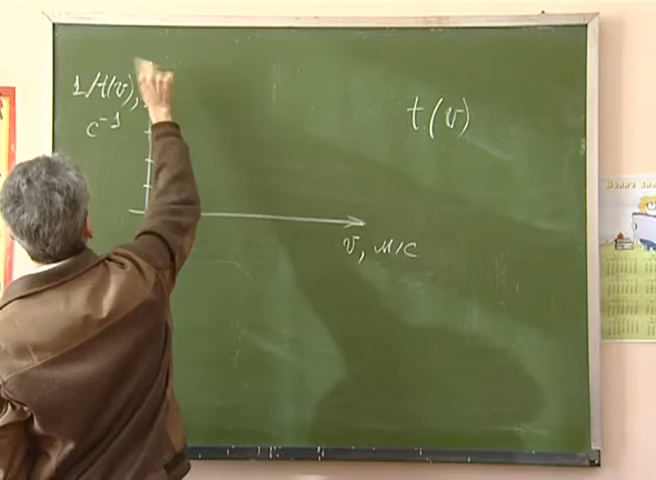 1/t(v),
c⁻¹
t(v)
v, м/с